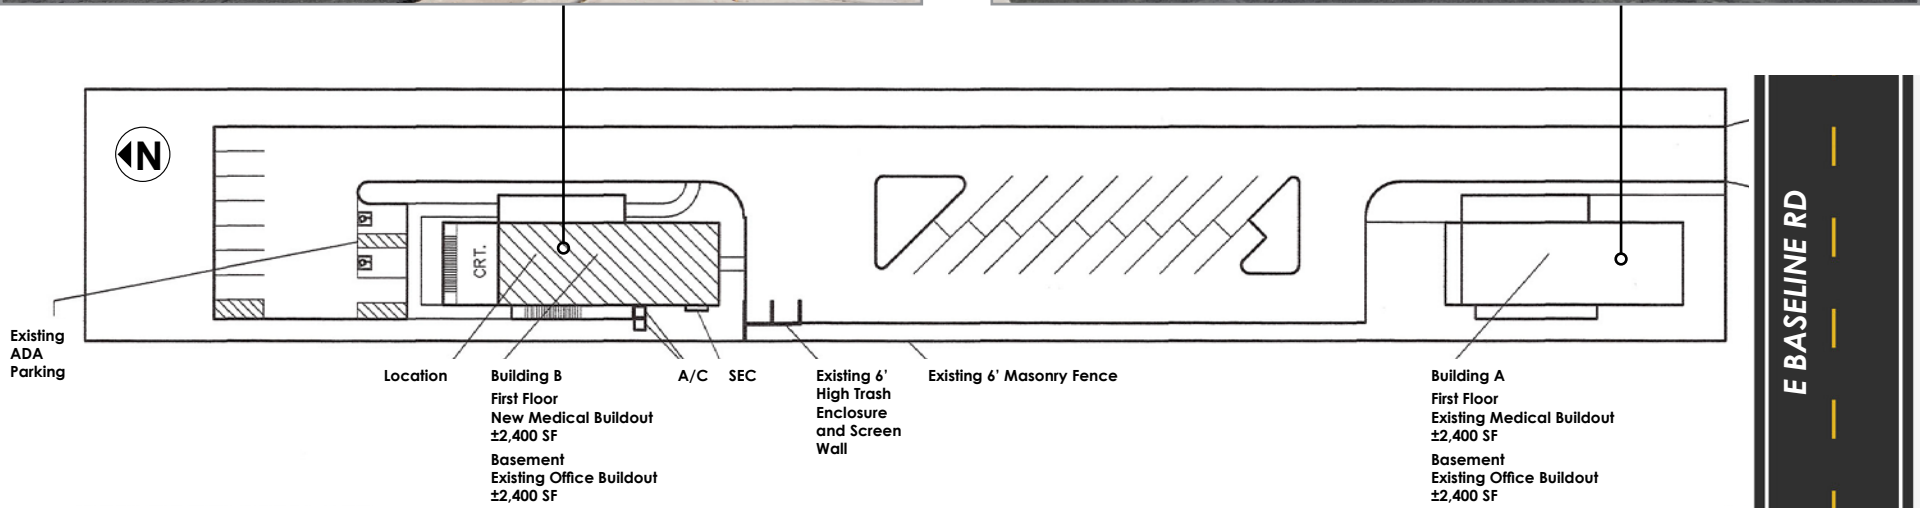 N
CRT.
E BASELINE RD
Existing
ADA
Parking
Location
Building B
First Floor
New Medical Buildout
±2,400 SF
Basement
Existing Office Buildout
±2,400 SF
A/C
SEC
Existing 6’
High Trash
Enclosure
and Screen
Wall
Existing 6’ Masonry Fence
Building A
First Floor
Existing Medical Buildout
±2,400 SF
Basement
Existing Office Buildout
±2,400 SF